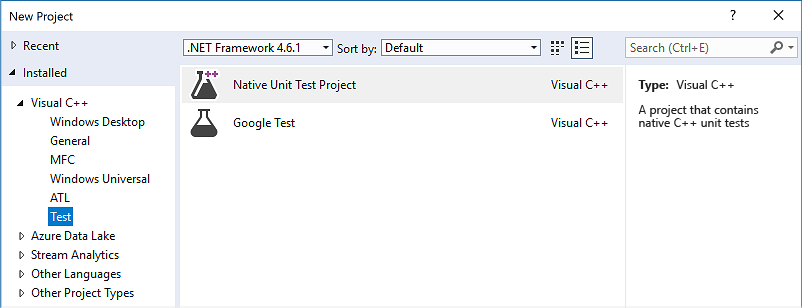 New Project
?
Recent
.NET Framework 4.6.1
Sort by:
Default
Search (Ctrl+E)
Installed
Visual C++
Windows Desktop
General
MFC
Windows Universal
ATL
Test
Azure Data Lake
Stream Analytics
Other Languages
Other Project Types
++
Native Unit Test Project
Visual C++
Google Test
Visual C++
Type: Visual C++
A project that contains
native C++ unit tests